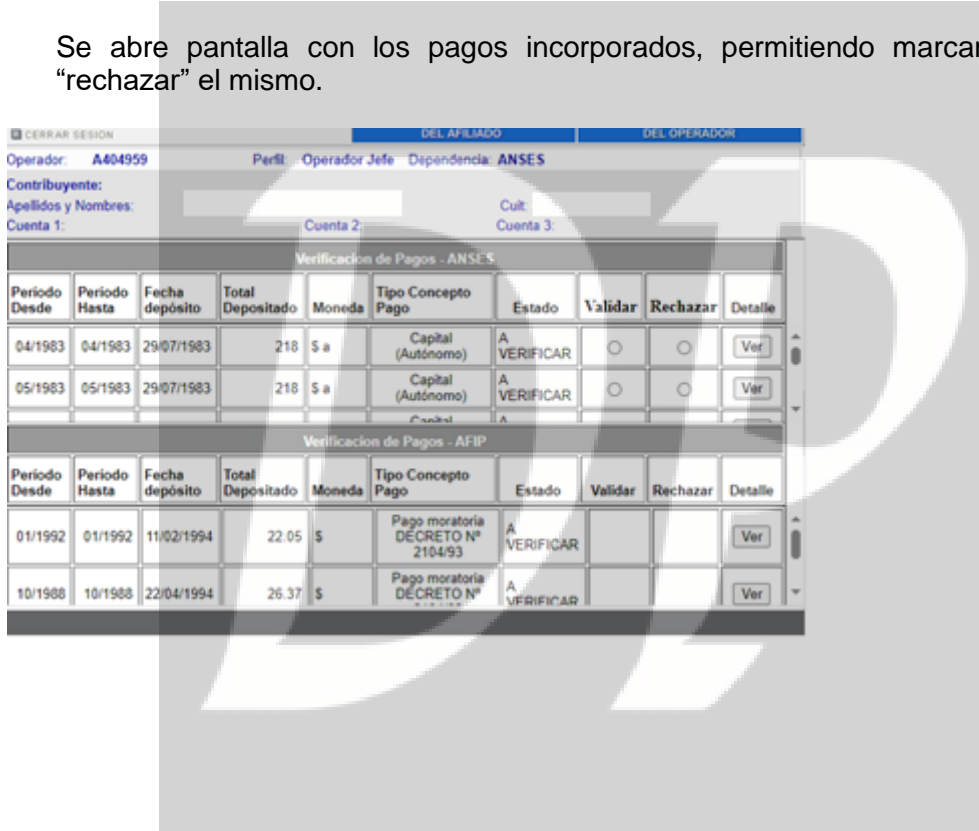 Se abre pantalla con los pagos incorporados, permitiendo marcar
“rechazar” el mismo.
CERRAR SESION DEL AFILIADO DEL OPERADOR
Operador: A404959 Perfil: Operador Jefe Dependencia: ANSES
Contribuyente:
Apellidos y Nombres: Cuit:
Cuenta 1: Cuenta 2: Cuenta 3:
Verificacion de Pagos - ANSES
Periodo Desde Periodo Hasta Fecha depósito Total Depositado Moneda Tipo Concepto Pago Estado Validar Rechazar Detalle
04/1983 04/1983 29/07/1983 218 $ a Capital (Autónomo) A VERIFICAR Ver
05/1983 05/1983 29/07/1983 218 $ a Capital (Autónomo) A VERIFICAR Ver
Capital A
Verificacion de Pagos - AFIP
Periodo Desde Periodo Hasta Fecha depósito Total Depositado Moneda Tipo Concepto Pago Estado Validar Rechazar Detalle
01/1992 01/1992 11/02/1994 22.05 $ Pago moratoria DECRETO Nº 2104/93 A VERIFICAR Ver
10/1988 10/1988 22/04/1994 26.37 $ Pago moratoria DECRETO Nº A VERIFICAR Ver
DP